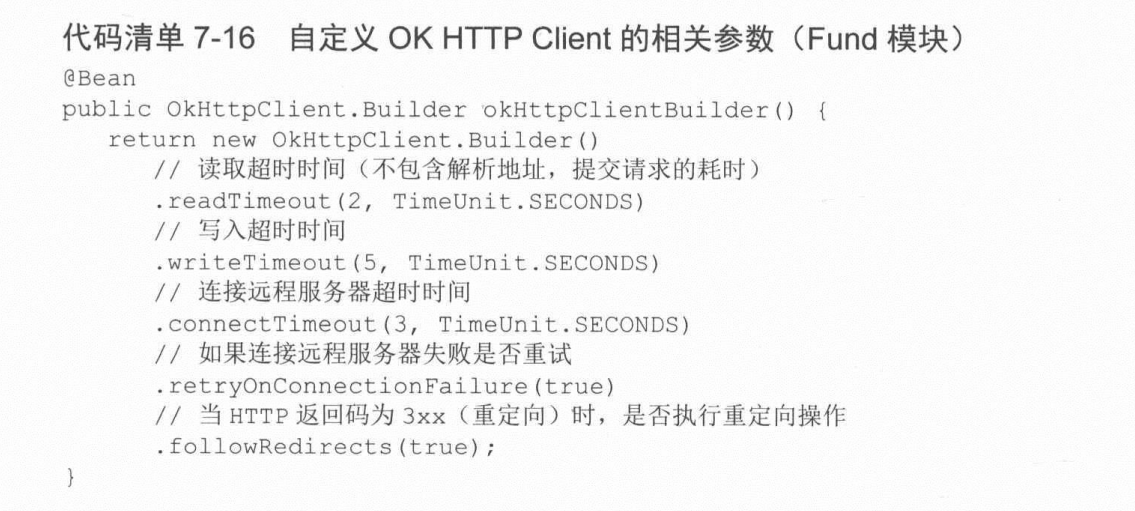 代码清单 7-16 自定义 OK HTTP Client 的相关参数（Fund 模块）
@Bean
public OkHttpClient.Builder okHttpClientBuilder() {
   return new OkHttpClient.Builder()
      // 读取超时时间（不包含解析地址，提交请求的耗时）
      .readTimeout(2, TimeUnit.SECONDS)
      // 写入超时时间
      .writeTimeout(5, TimeUnit.SECONDS)
      // 连接远程服务器超时时间
      .connectTimeout(3, TimeUnit.SECONDS)
      // 如果连接远程服务器失败是否重试
      .retryOnConnectionFailure(true)
      // 当 HTTP 返回码为 3xx（重定向）时，是否执行重定向操作
      .followRedirects(true);
}